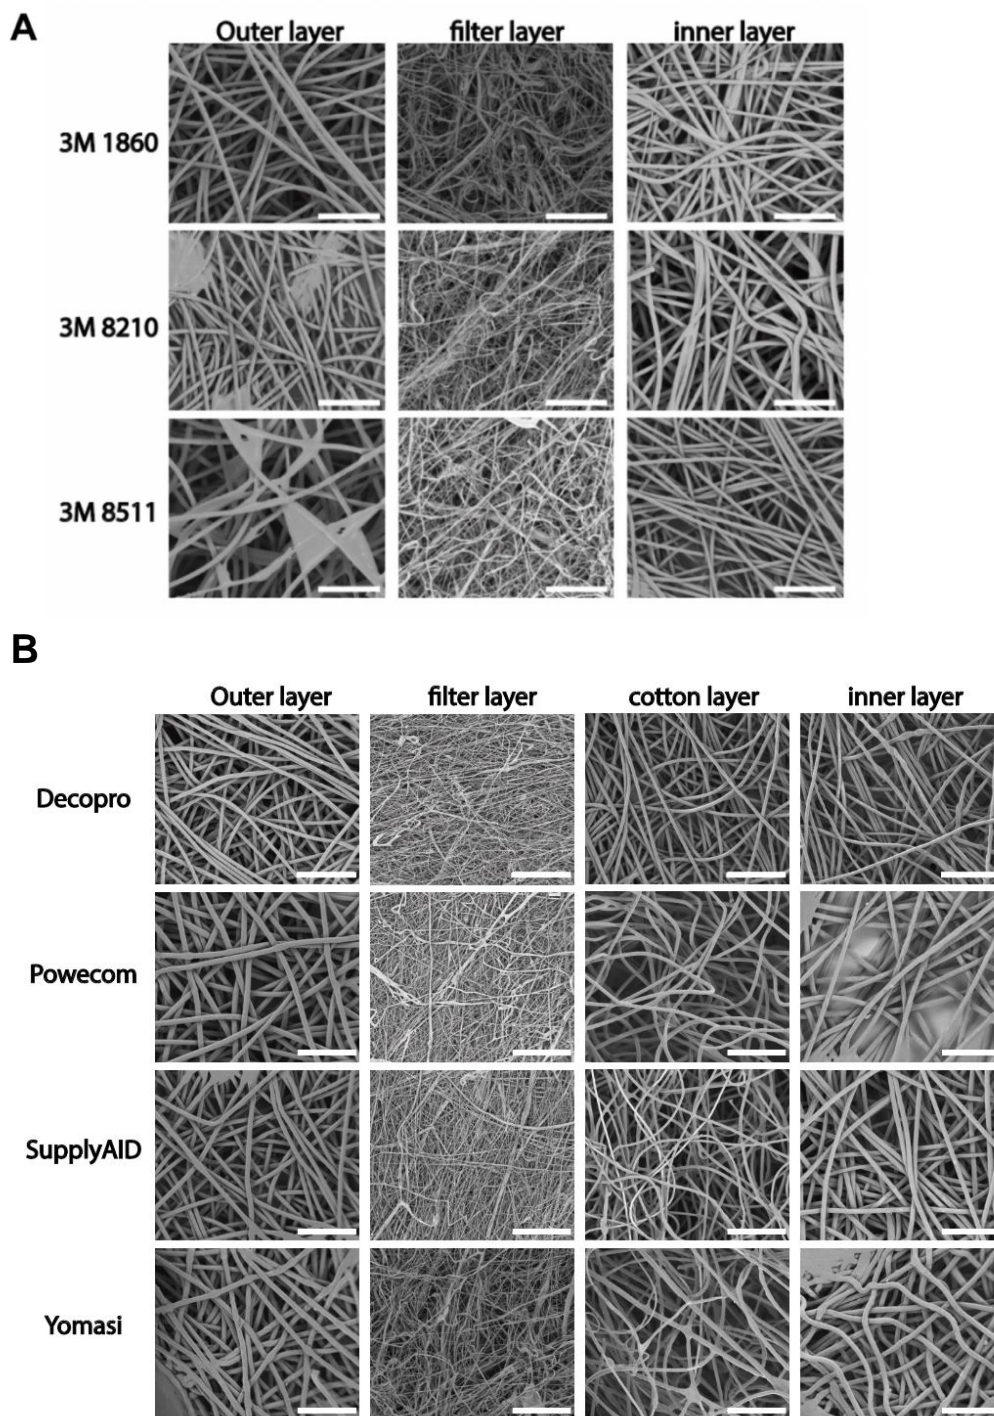 A
Outer layer filter layer inner layer
3M 1860
3M 8210
3M 8511
B
Outer layer filter layer cotton layer inner layer
Decopro
Powecom
SupplyAID
Yomasi